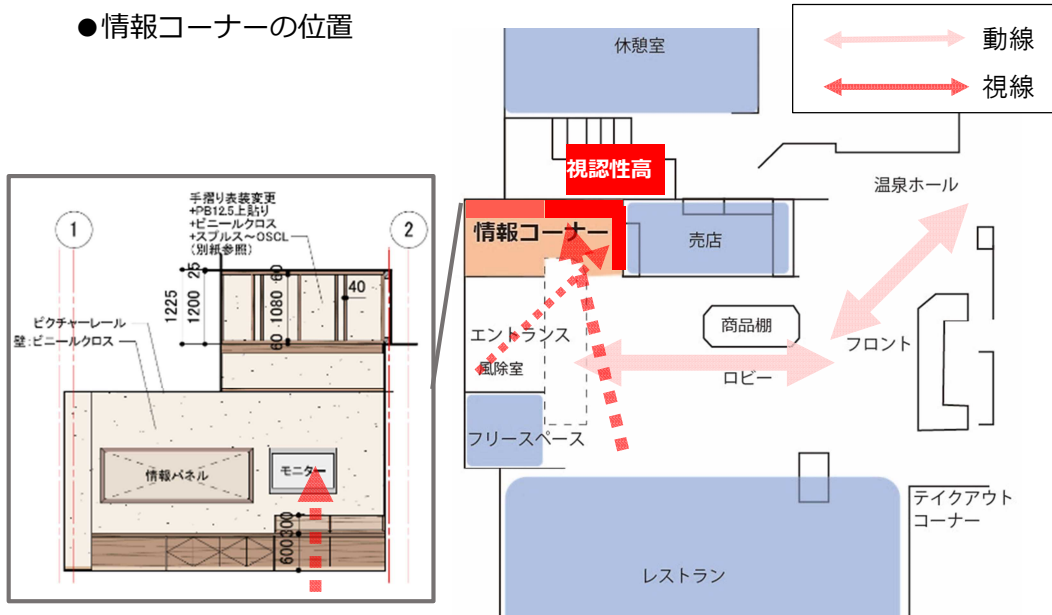 ●情報コーナーの位置
動線
視線
休憩室
視認性高
温泉ホール
情報コーナー
売店
エントランス
風除室
商品棚
フロント
ロビー
フリースペース
テイクアウト
コーナー
レストラン
手摺り表装変更
+PB12.5上貼り
+ビニールクロス
+スプルス～OSCL
(別紙参照)
1
2
25
1225
1200
60
1080
60
40
ピクチャーレール
壁:ビニールクロス
情報パネル
モニター
300
600